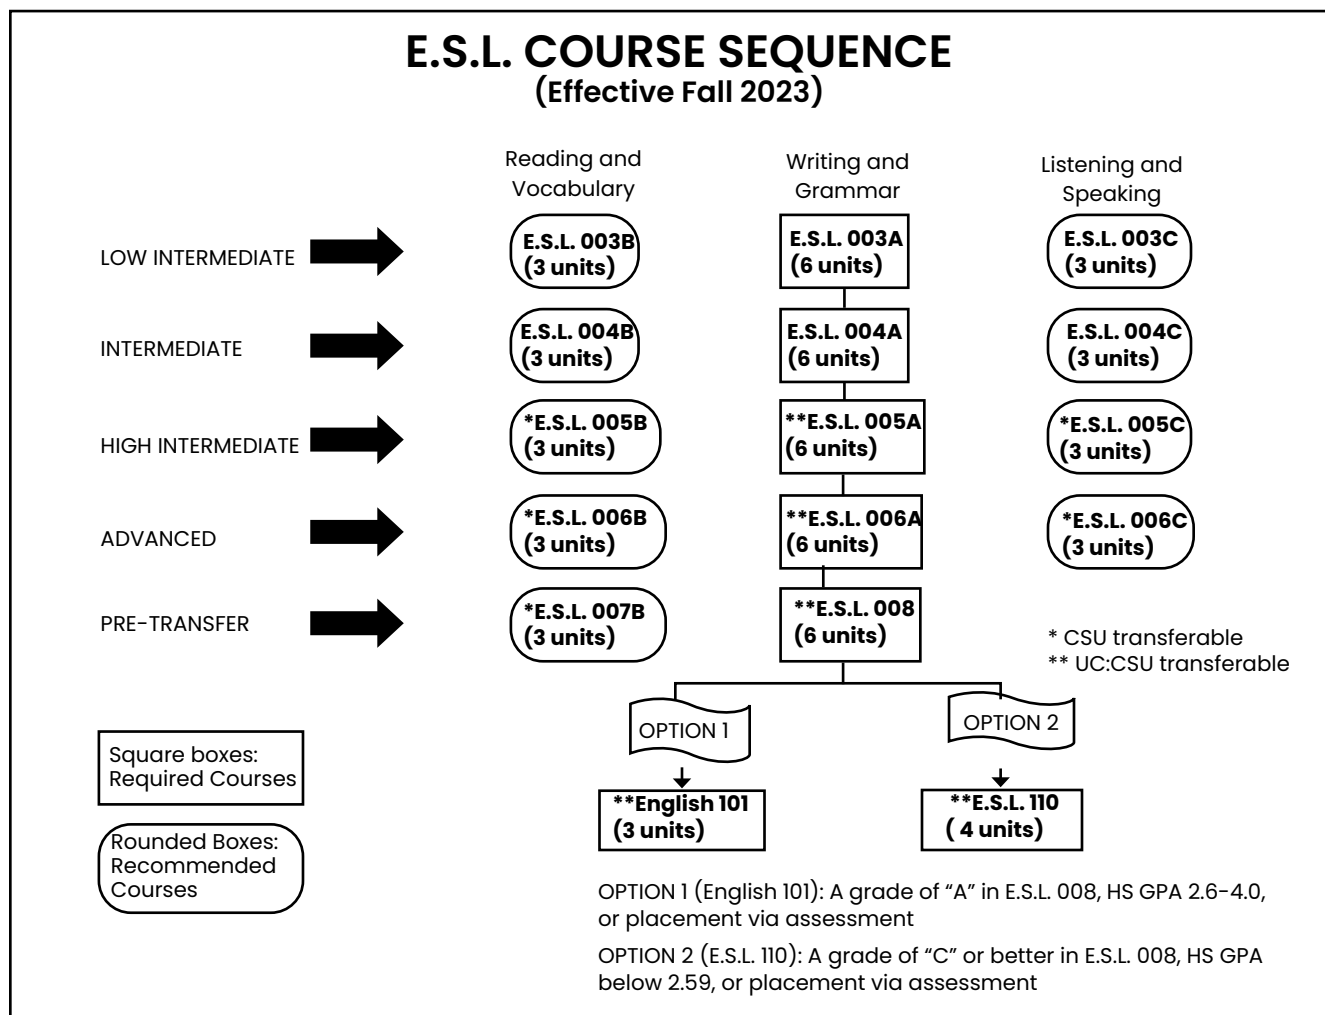 E.S.L. COURSE SEQUENCE
(Effective Fall 2023)
Reading and
Vocabulary
Writing and
Grammar
Listening and
Speaking
LOW INTERMEDIATE
E.S.L. 003B
(3 units)
E.S.L. 003A
(6 units)
E.S.L. 003C
(3 units)
INTERMEDIATE
E.S.L. 004B
(3 units)
E.S.L. 004A
(6 units)
E.S.L. 004C
(3 units)
HIGH INTERMEDIATE
*E.S.L. 005B
(3 units)
**E.S.L. 005A
(6 units)
*E.S.L. 005C
(3 units)
ADVANCED
*E.S.L. 006B
(3 units)
**E.S.L. 006A
(6 units)
*E.S.L. 006C
(3 units)
PRE-TRANSFER
*E.S.L. 007B
(3 units)
**E.S.L. 008
(6 units)
* CSU transferable
** UC:CSU transferable
OPTION 1
OPTION 2
Square boxes:
Required Courses
**English 101
(3 units)
**E.S.L. 110
( 4 units)
Rounded Boxes:
Recommended
Courses
OPTION 1 (English 101): A grade of “A” in E.S.L. 008, HS GPA 2.6-4.0,
or placement via assessment
OPTION 2 (E.S.L. 110): A grade of “C” or better in E.S.L. 008, HS GPA
below 2.59, or placement via assessment